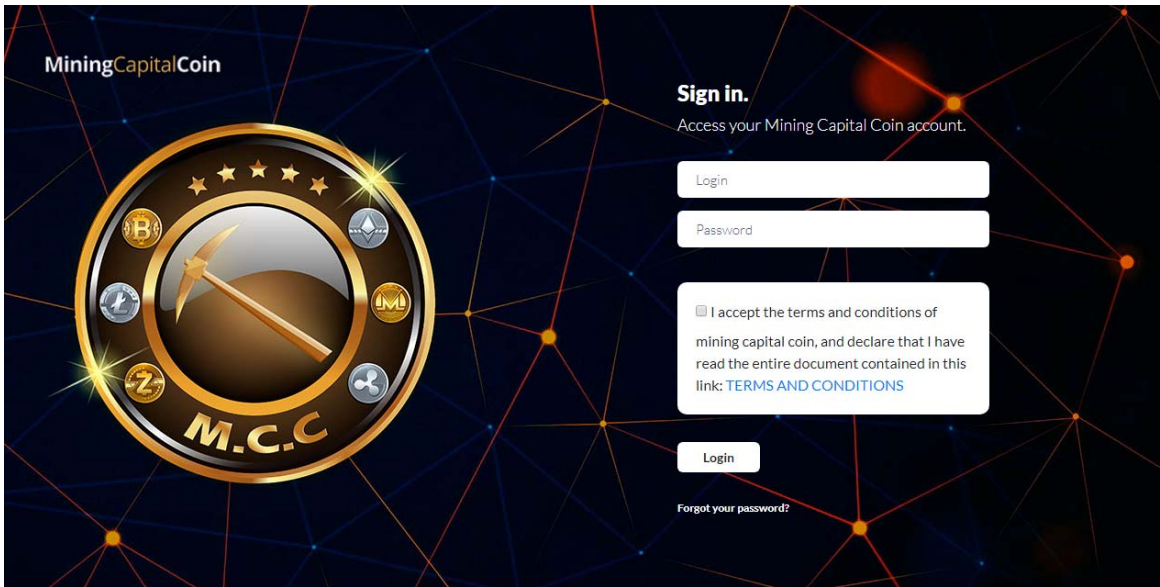 MiningCapitalCoin
M.C.C
Sign in.
Access your Mining Capital Coin account.
Login
Password
I accept the terms and conditions of
mining capital coin, and declare that I have
read the entire document contained in this
link: TERMS AND CONDITIONS
Login
Forgot your password?